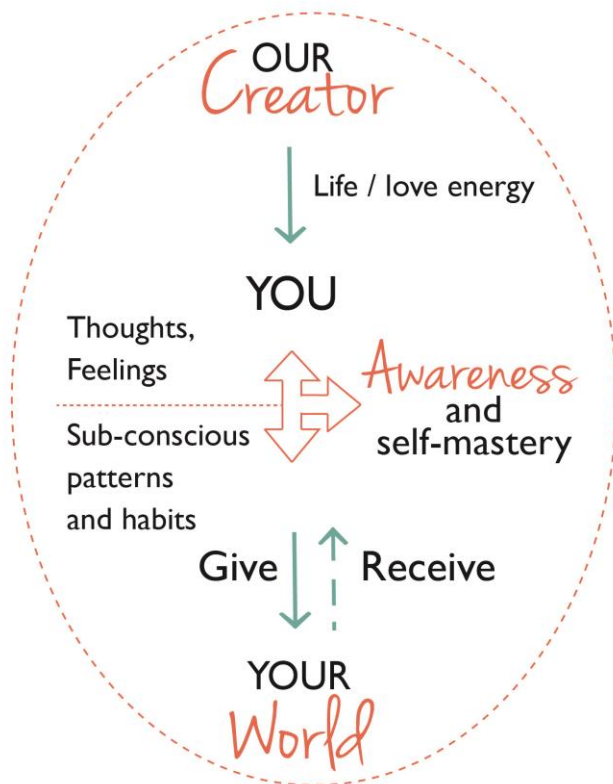 OUR
Creator
Life / love energy
YOU
Thoughts,
Feelings
Awareness
and
self-mastery
Sub-conscious
patterns
and habits
Give
Receive
YOUR
World